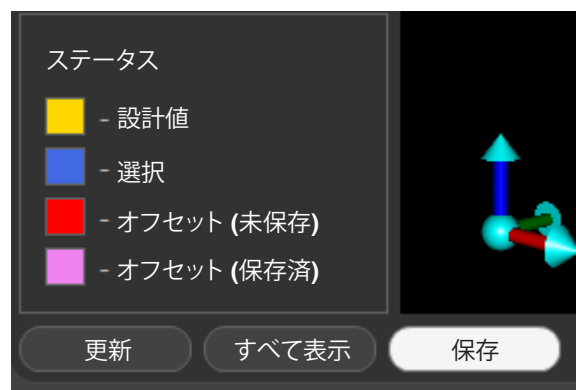 ステータス
- 設計値
- 選択
- オフセット (未保存)
- オフセット (保存済)
更新 すべて表示 保存